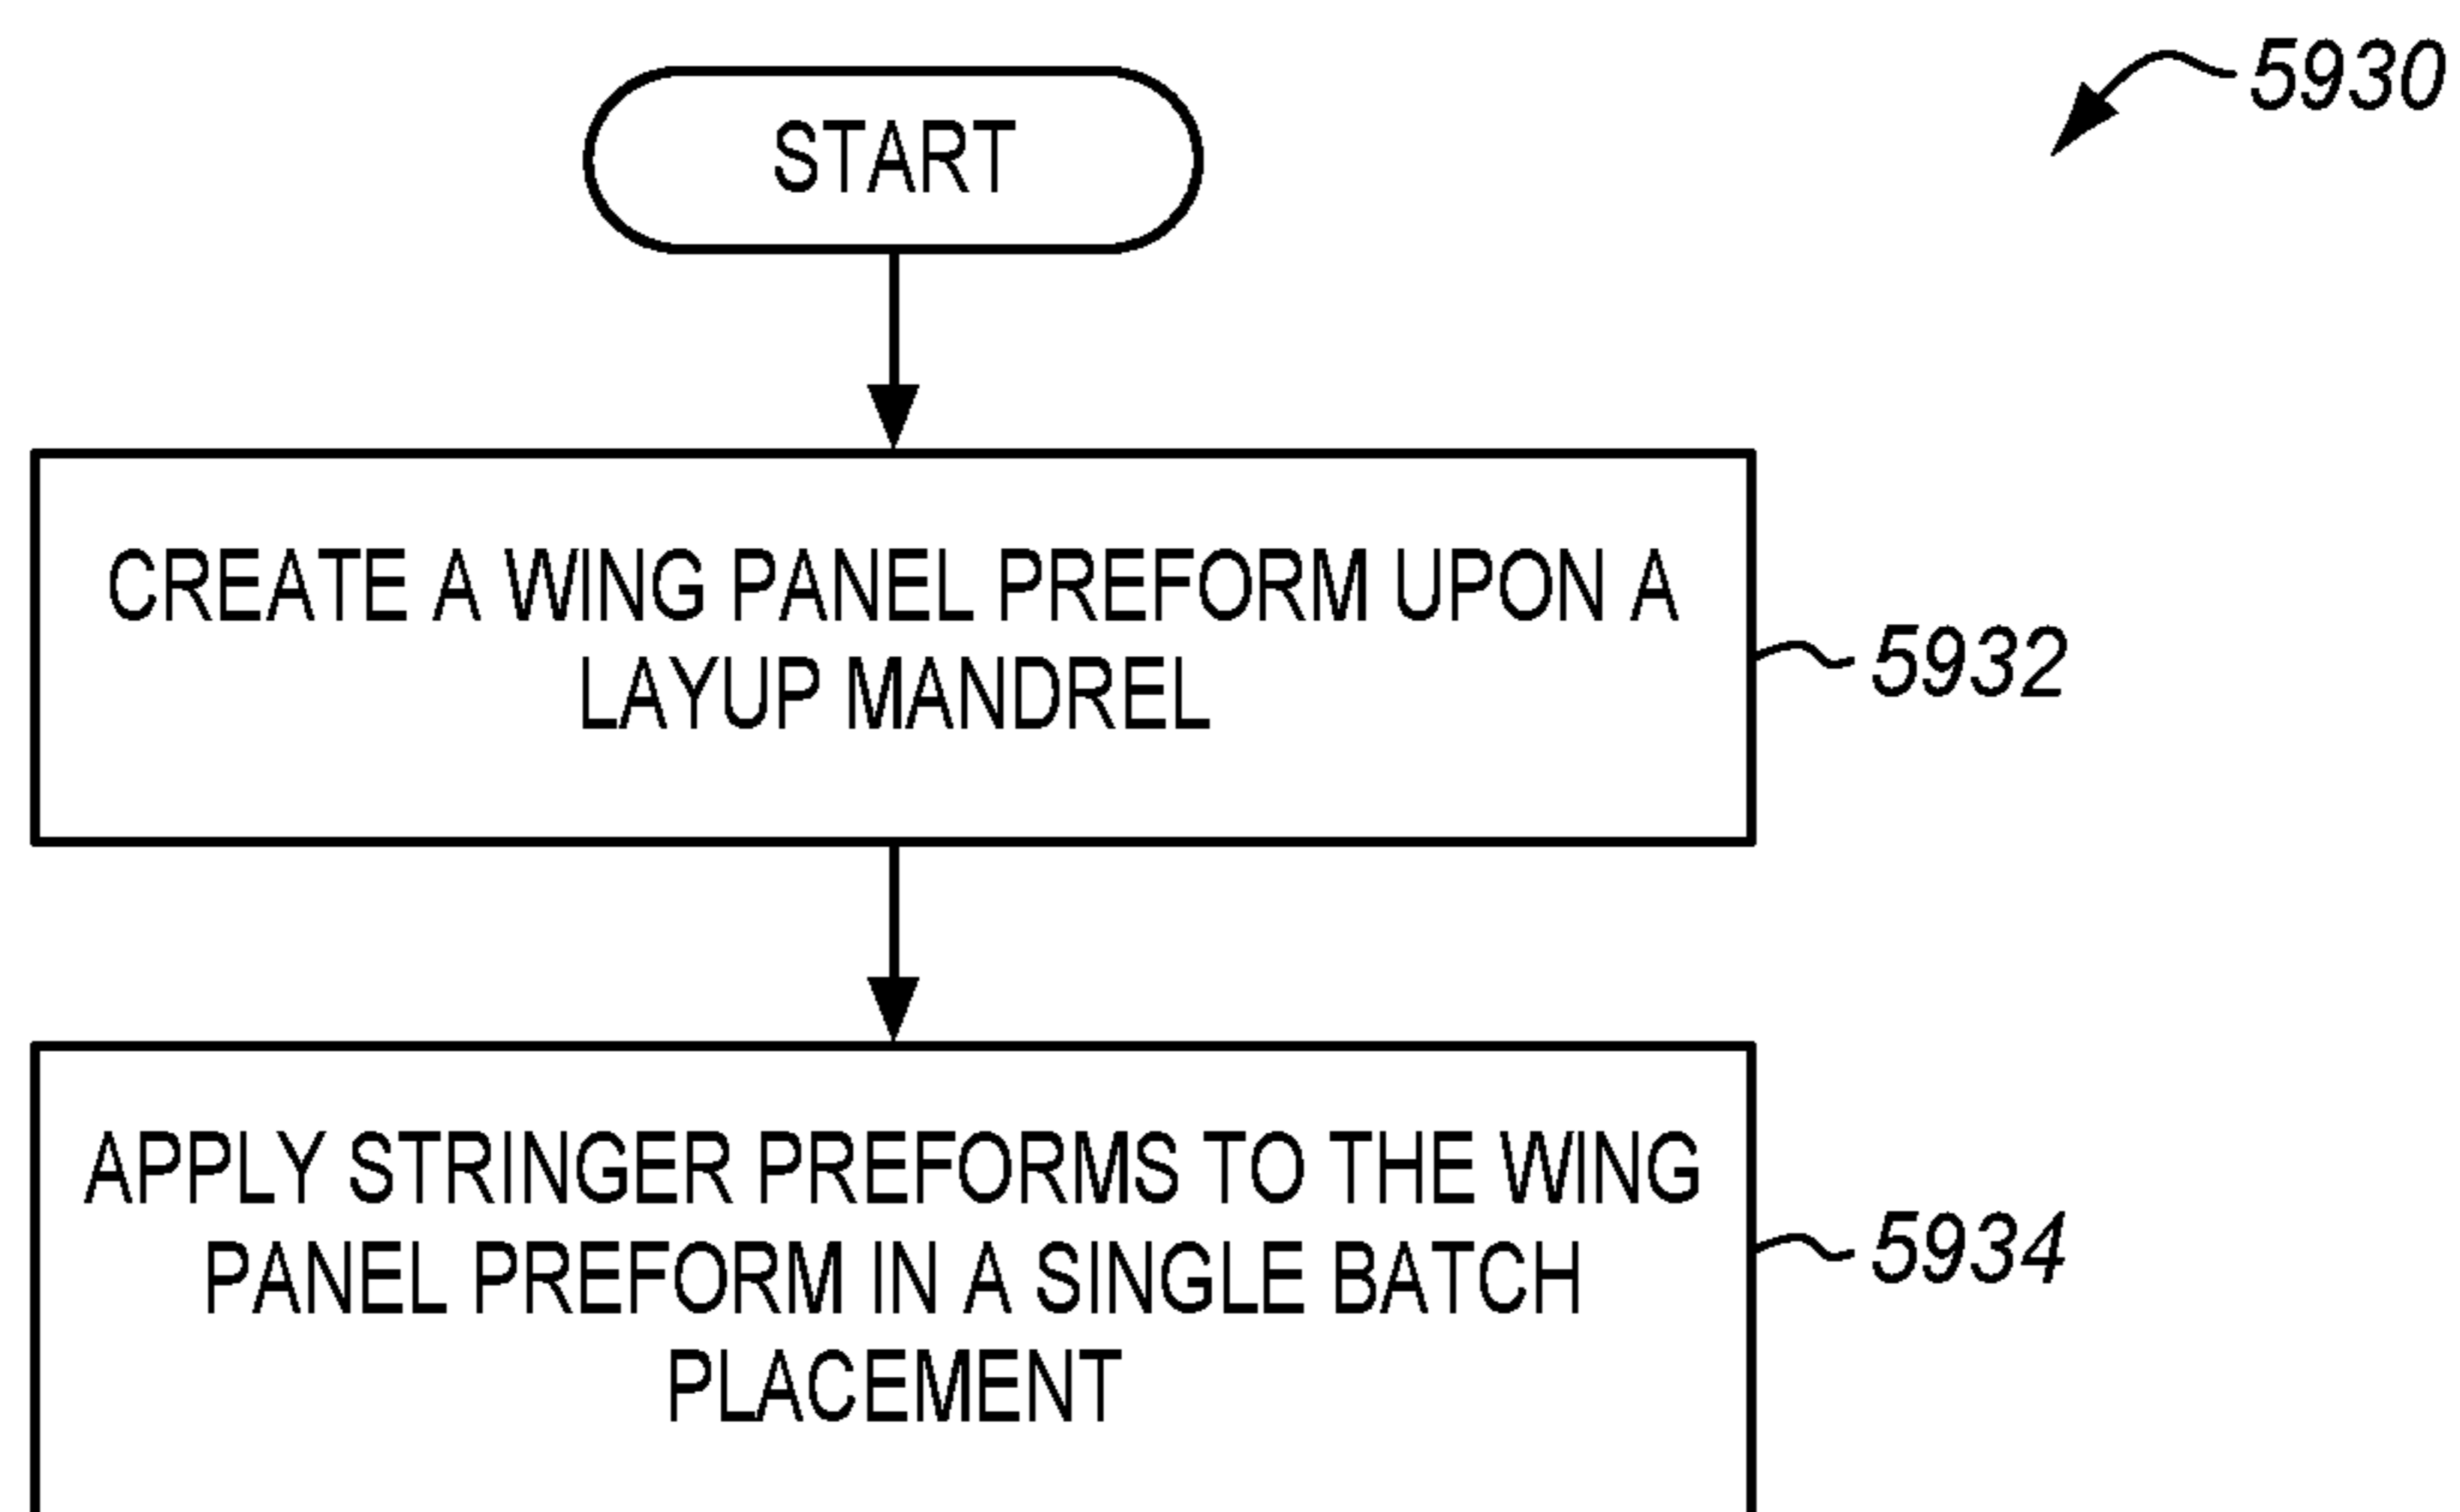 START
5930
CREATE A WING PANEL PREFORM UPON A
LAYUP MANDREL
5932
APPLY STRINGER PREFORMS TO THE WING
PANEL PREFORM IN A SINGLE BATCH
PLACEMENT
5934